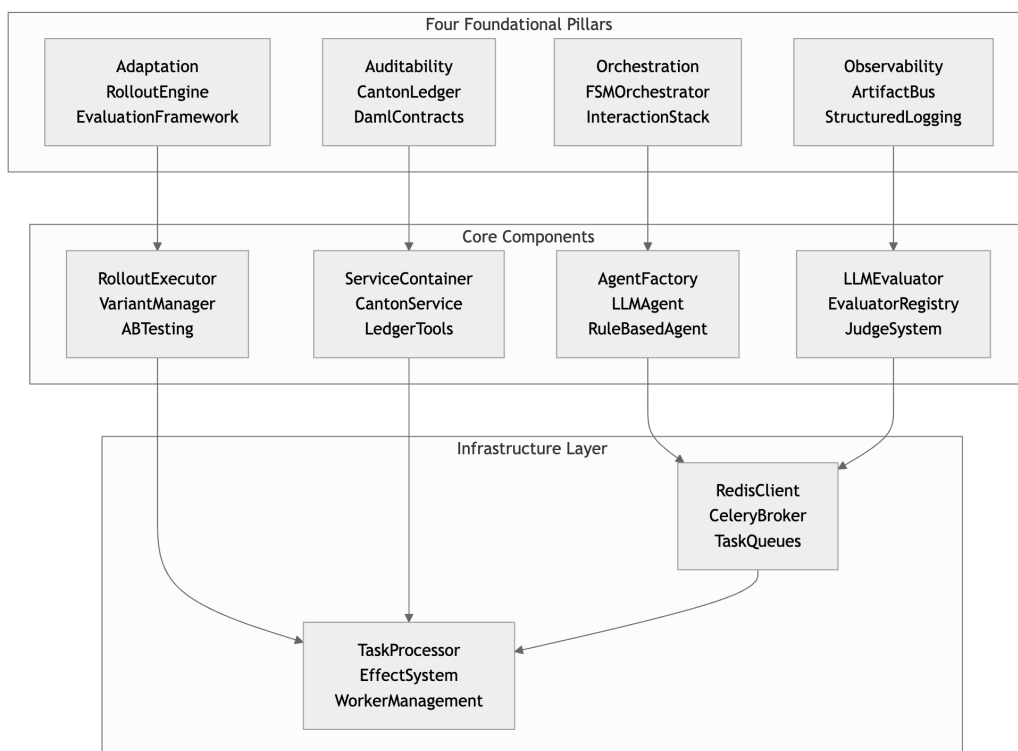 Four Foundational Pillars
Adaptation
RolloutEngine
EvaluationFramework
Auditability
CantonLedger
DamlContracts
Orchestration
FSMOrchestrator
InteractionStack
Observability
ArtifactBus
StructuredLogging
Core Components
RolloutExecutor
VariantManager
ABTesting
ServiceContainer
CantonService
LedgerTools
AgentFactory
LLMAgent
RuleBasedAgent
LLMEvaluator
EvaluatorRegistry
JudgeSystem
Infrastructure Layer
RedisClient
CeleryBroker
TaskQueues
TaskProcessor
EffectSystem
WorkerManagement